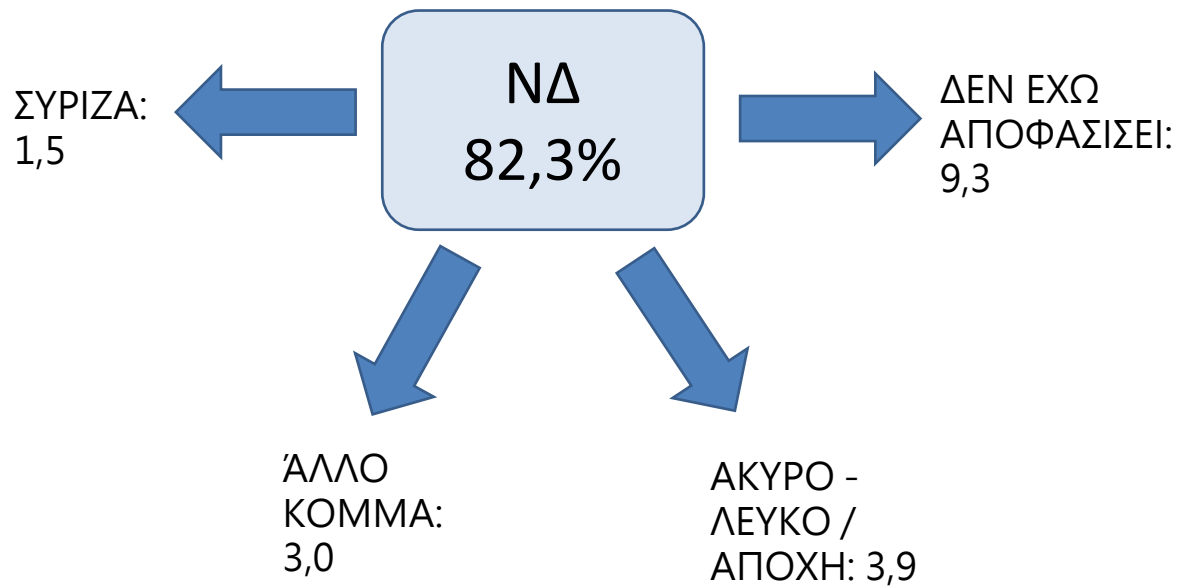 ΝΔ
82,3%
ΣΥΡΙΖΑ:
1,5
ΔΕΝ ΕΧΩ
ΑΠΟΦΑΣΙΣΕΙ:
9,3
ΆΛΛΟ
ΚΟΜΜΑ:
3,0
ΑΚΥΡΟ -
ΛΕΥΚΟ /
ΑΠΟΧΗ: 3,9